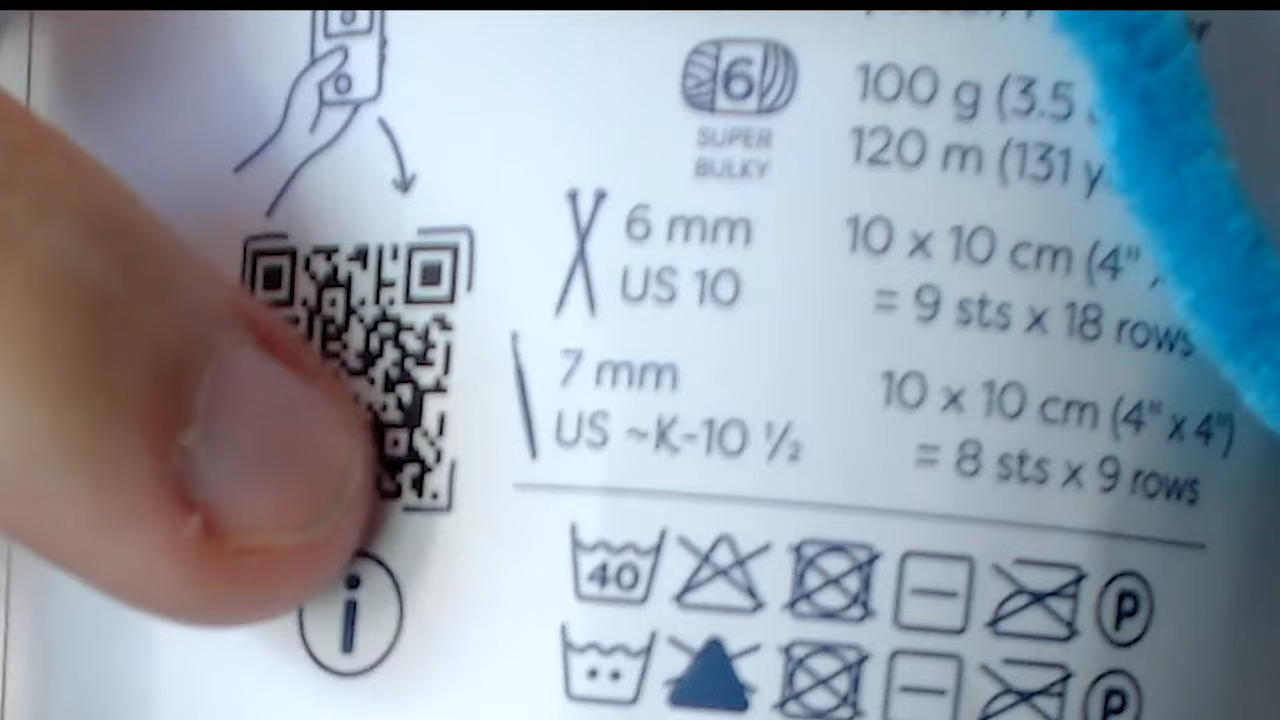 6
SUPER
BULKY
100 g (3.5
120 m (131 y
6 mm
US 10
10 x 10 cm (4"
= 9 sts x 18 rows
7 mm
US ~K-10 ½
10 x 10 cm (4" x 4")
= 8 sts x 9 rows
40
P
P
i